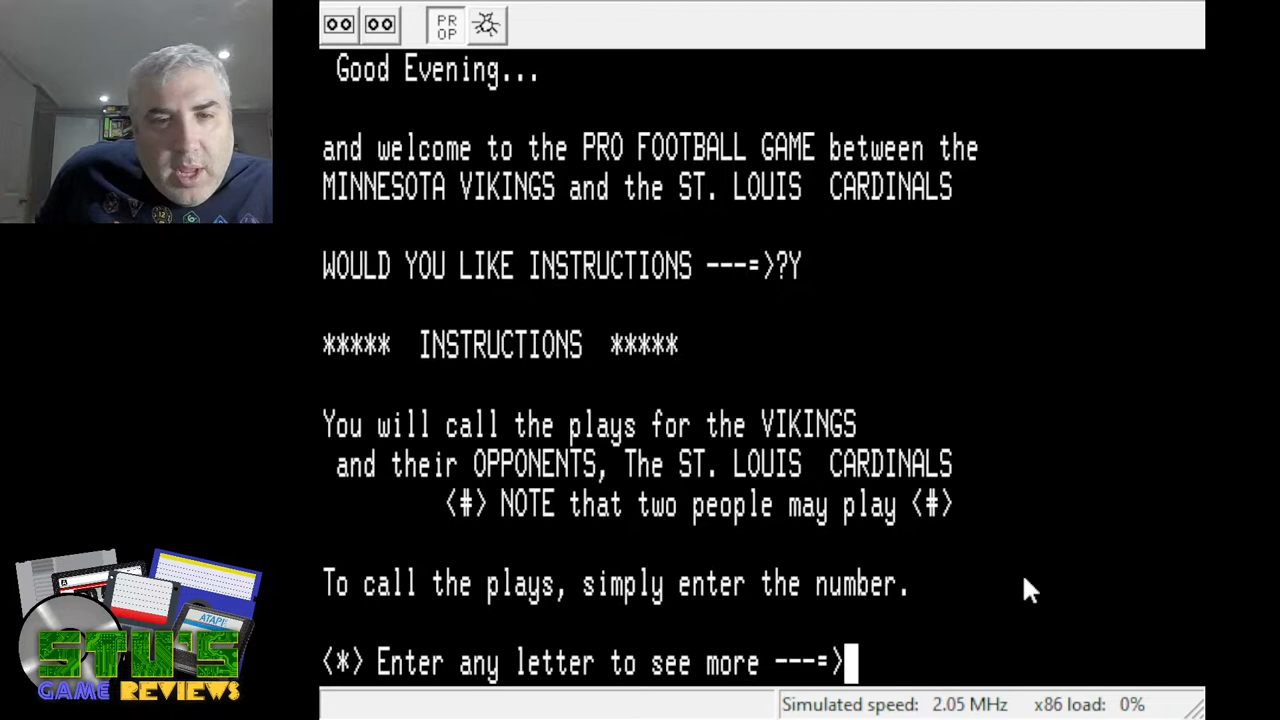 PR
OP
Good Evening...
and welcome to the PRO FOOTBALL GAME between the
MINNESOTA VIKINGS and the ST. LOUIS  CARDINALS
WOULD YOU LIKE INSTRUCTIONS ---=>?Y
*****  INSTRUCTIONS  *****
You will call the plays for the VIKINGS
and their OPPONENTS, The ST. LOUIS  CARDINALS
<#> NOTE that two people may play <#>
To call the plays, simply enter the number.
<*> Enter any letter to see more ---=>
ATARI
STU'S
GAME REVIEWS
Simulated speed:  2.05 MHz  x86 load:  0%